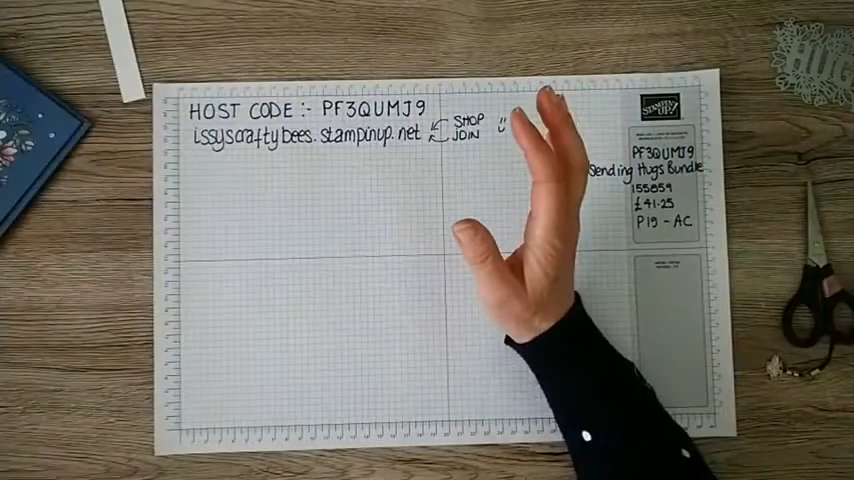 HOST CODE :- PF3QUMJ9
issyscraftybees.stampinup.net
SHOP
JOIN
STAMPIN' UP!
PF3QUMJ9
Sending Hugs Bundle
155859
£41.25
P19 - AC